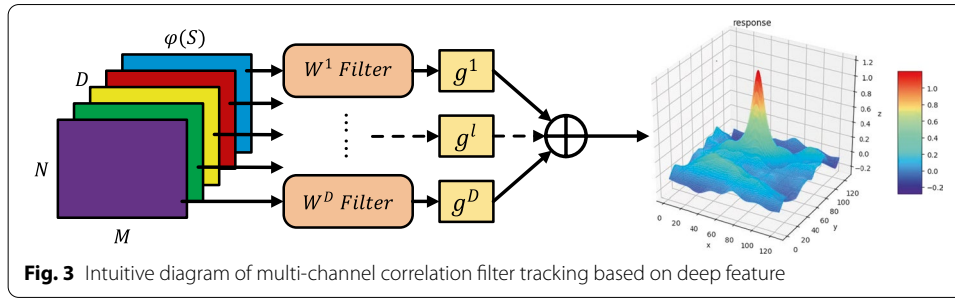 response
φ(S)
D
N
M
W¹ Filter
g¹
gˡ
W^D Filter
g^D
1.2
1.0
0.8
0.6
0.4
0.2
0.0
−0.2
z
0
20
40
60
80
100
120
x
0
20
40
60
80
100
120
y
1.0
0.8
0.6
0.4
0.2
0.0
−0.2
Fig. 3 Intuitive diagram of multi-channel correlation filter tracking based on deep feature